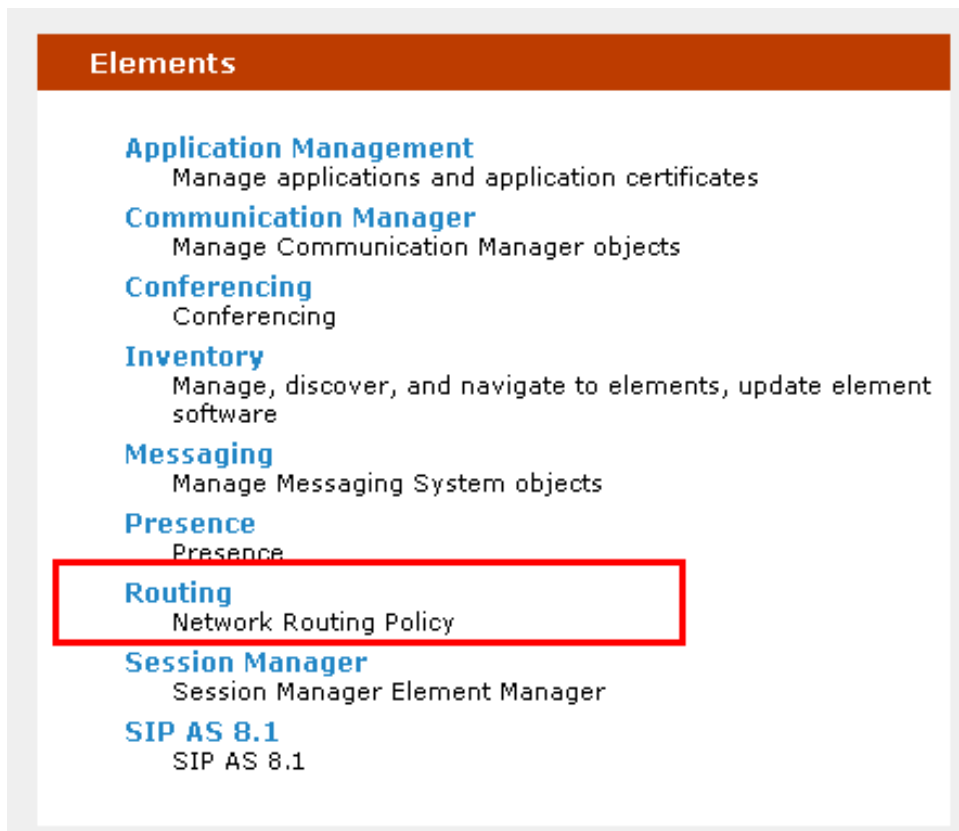 Elements
Application Management
Manage applications and application certificates
Communication Manager
Manage Communication Manager objects
Conferencing
Conferencing
Inventory
Manage, discover, and navigate to elements, update element
software
Messaging
Manage Messaging System objects
Presence
Presence
Routing
Network Routing Policy
Session Manager
Session Manager Element Manager
SIP AS 8.1
SIP AS 8.1